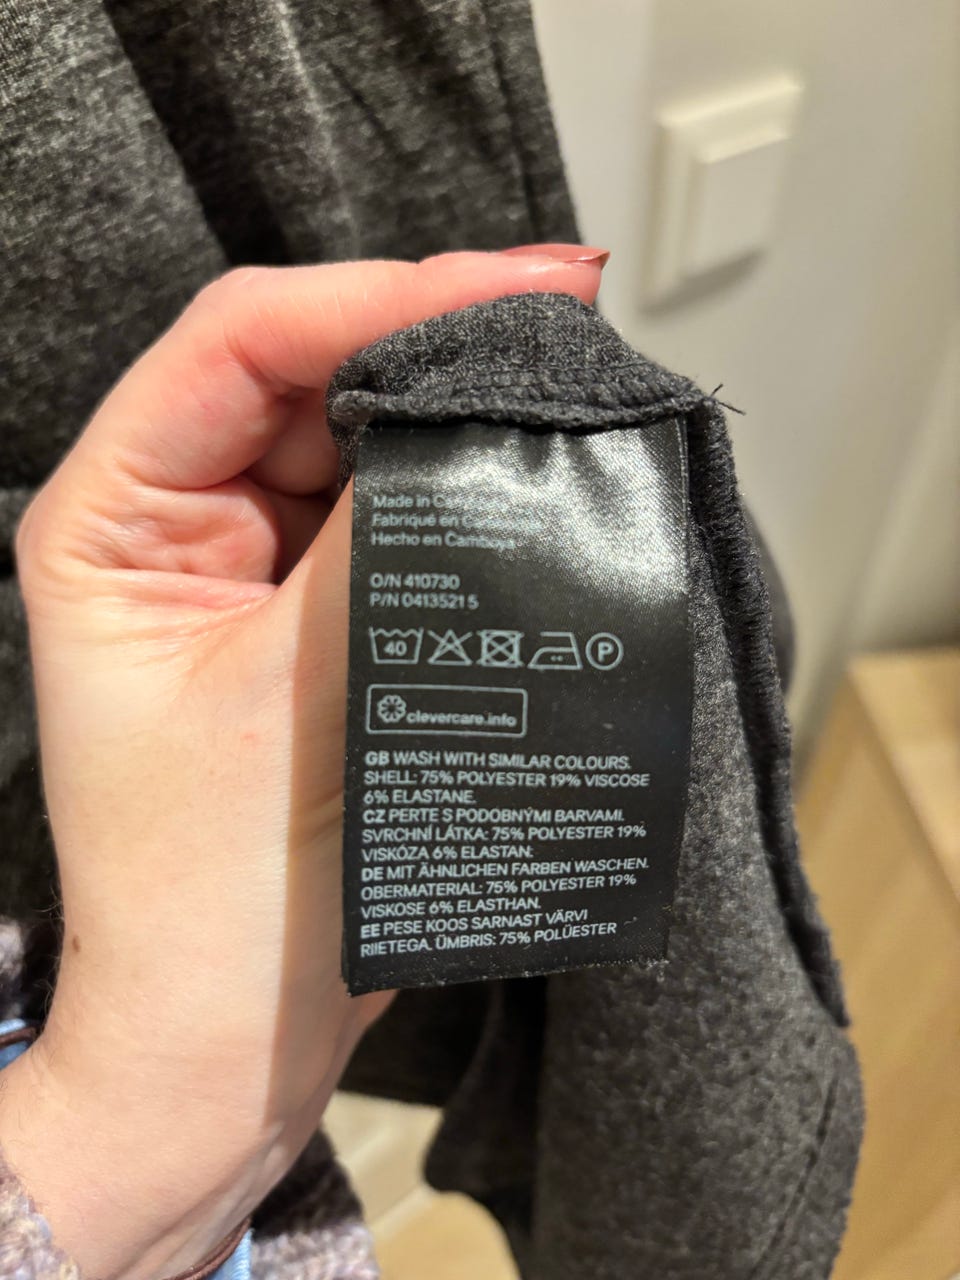 Made in
Fabriqué en
Hecho en Camboya
O/N 410730
P/N 0413521 5
40
P
clevercare.info
GB WASH WITH SIMILAR COLOURS.
SHELL: 75% POLYESTER 19% VISCOSE
6% ELASTANE.
CZ PERTE S PODOBNÝMI BARVAMI.
SVRCHNÍ LÁTKA: 75% POLYESTER 19%
VISKÓZA 6% ELASTAN.
DE MIT ÄHNLICHEN FARBEN WASCHEN.
OBERMATERIAL: 75% POLYESTER 19%
VISKOSE 6% ELASTHAN.
EE PESE KOOS SARNAST VÄRVI
RIIETEGA. ÜMBRIS: 75% POLÜESTER